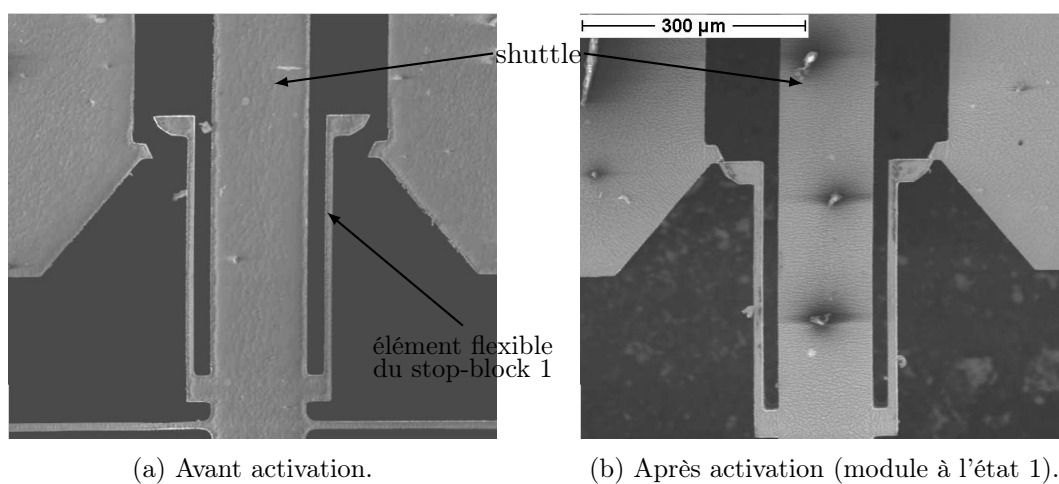 300 µm
shuttle
élément flexible
du stop-block 1
(a) Avant activation.
(b) Après activation (module à l'état 1).